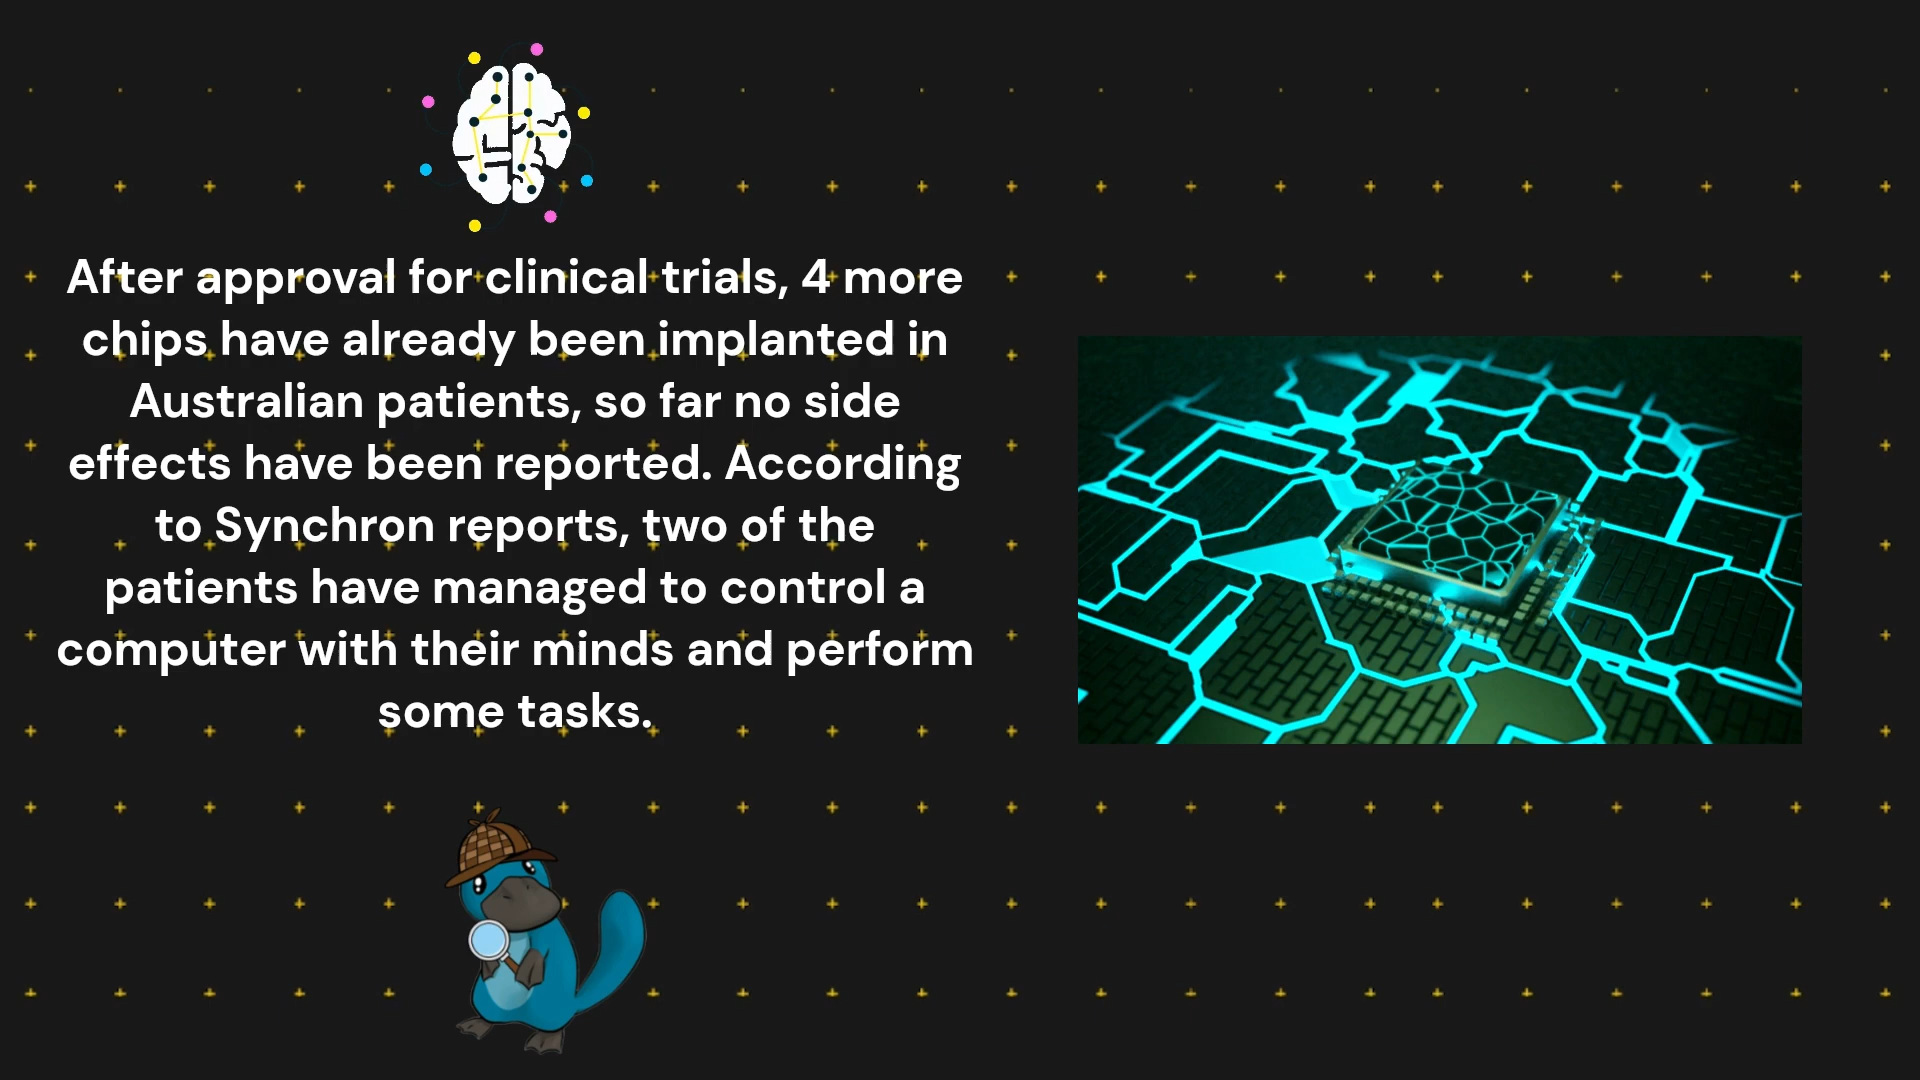 After approval for clinical trials, 4 more
chips have already been implanted in
Australian patients, so far no side
effects have been reported. According
to Synchron reports, two of the
patients have managed to control a
computer with their minds and perform
some tasks.